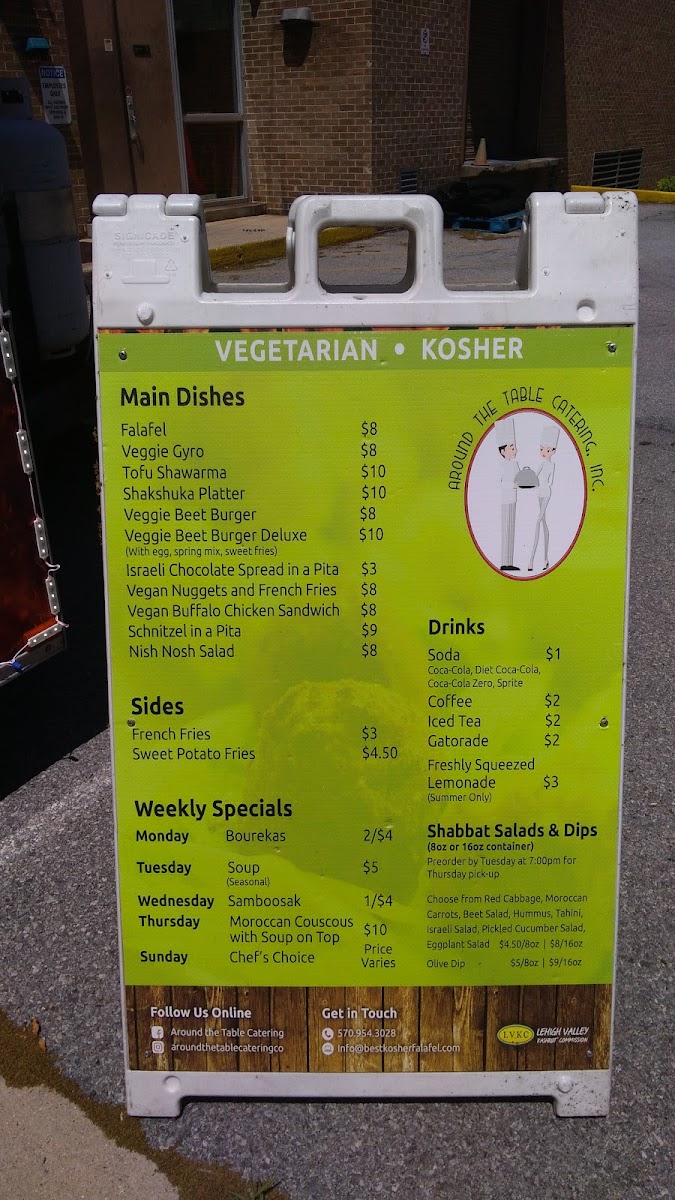 NOTICE
EMPLOYEES
ONLY
SIGNICADE
VEGETARIAN • KOSHER
AROUND THE TABLE CATERING, INC.
Main Dishes
Falafel $8
Veggie Gyro $8
Tofu Shawarma $10
Shakshuka Platter $10
Veggie Beet Burger $8
Veggie Beet Burger Deluxe $10
(With egg, spring mix, sweet fries)
Israeli Chocolate Spread in a Pita $3
Vegan Nuggets and French Fries $8
Vegan Buffalo Chicken Sandwich $8
Schnitzel in a Pita $9
Nish Nosh Salad $8
Sides
French Fries $3
Sweet Potato Fries $4.50
Weekly Specials
Monday Bourekas 2/$4
Tuesday Soup $5
(Seasonal)
Wednesday Samboosak 1/$4
Thursday Moroccan Couscous
with Soup on Top $10
Sunday Chef's Choice Price
Varies
Drinks
Soda $1
Coca-Cola, Diet Coca-Cola,
Coca-Cola Zero, Sprite
Coffee $2
Iced Tea $2
Gatorade $2
Freshly Squeezed
Lemonade $3
(Summer Only)
Shabbat Salads & Dips
(8oz or 16oz container)
Preorder by Tuesday at 7:00pm for
Thursday pick-up
Choose from Red Cabbage, Moroccan
Carrots, Beet Salad, Hummus, Tahini,
Israeli Salad, Pickled Cucumber Salad,
Eggplant Salad $4.50/8oz | $8/16oz
Olive Dip $5/8oz | $9/16oz
Follow Us Online
Around the Table Catering
aroundthetablecateringco
Get in Touch
570.954.3028
Info@bestkosherfalafel.com
LVKC
LEHIGH VALLEY
KASHRUT COMMISSION